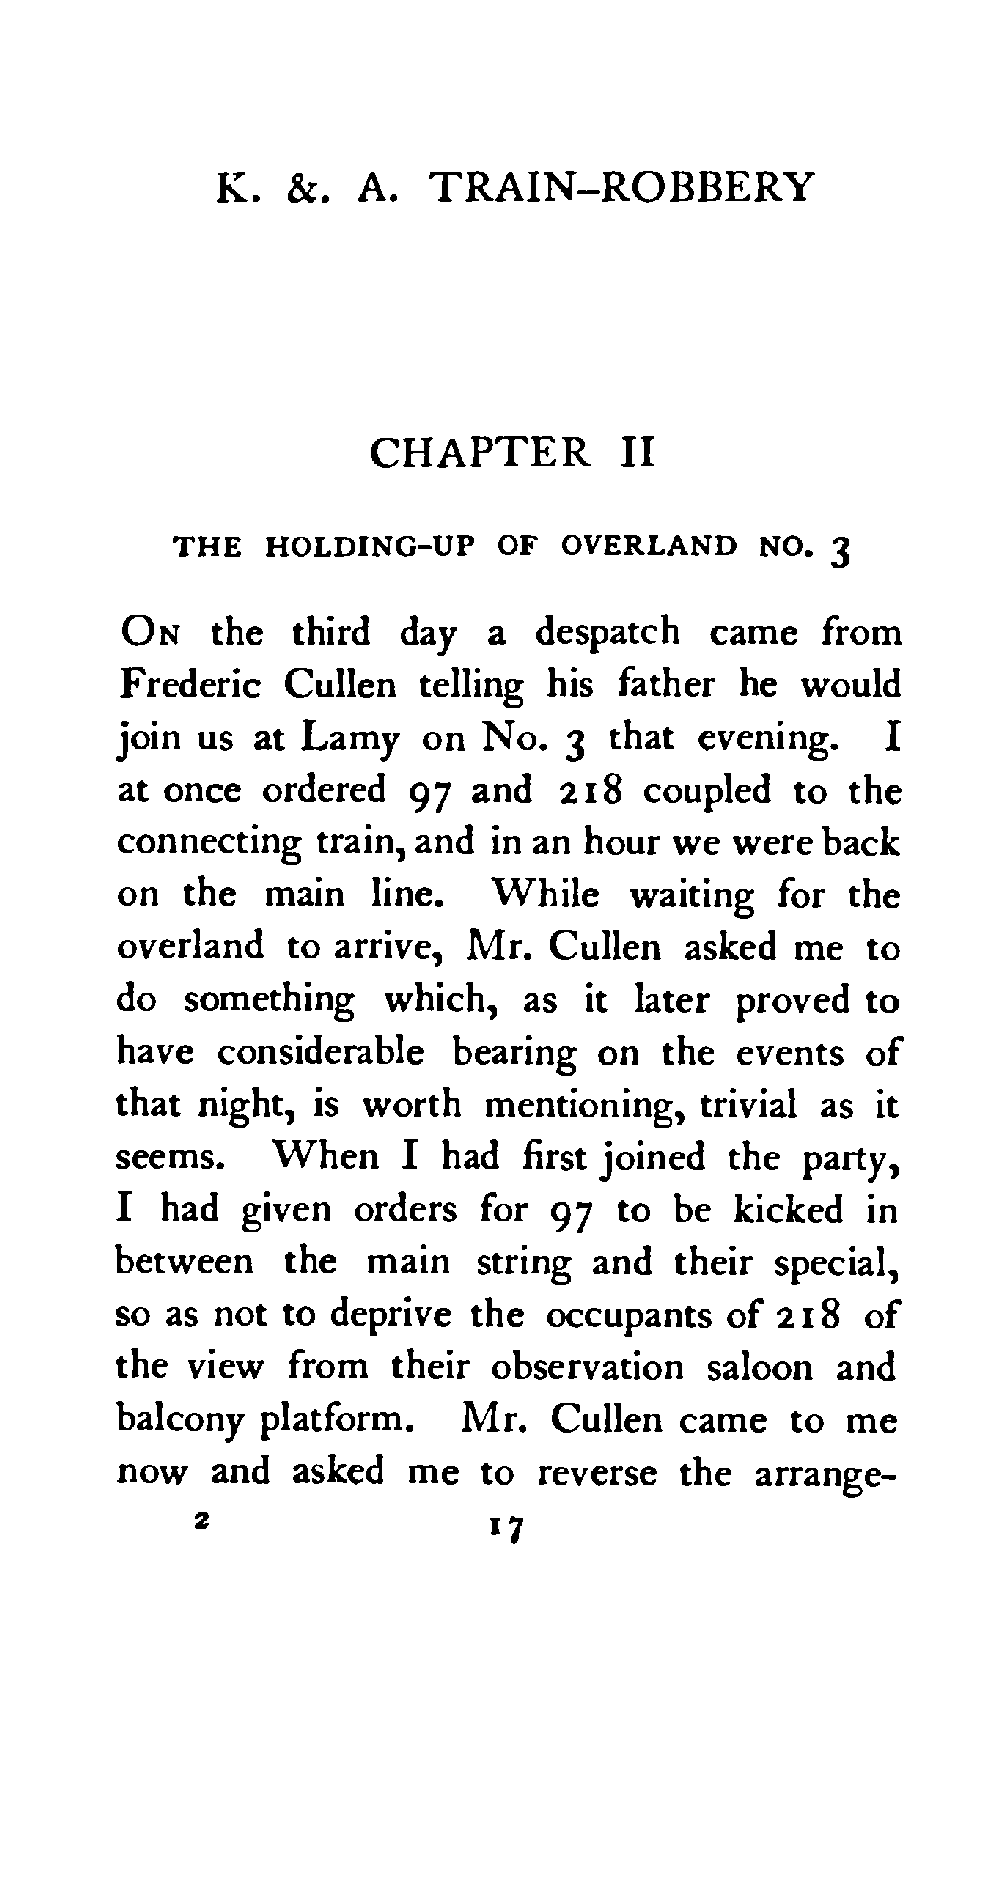 K. &. A. TRAIN-ROBBERY
CHAPTER II
THE HOLDING-UP OF OVERLAND NO. 3
ON the third day a despatch came from
Frederic Cullen telling his father he would
join us at Lamy on No. 3 that evening. I
at once ordered 97 and 218 coupled to the
connecting train, and in an hour we were back
on the main line. While waiting for the
overland to arrive, Mr. Cullen asked me to
do something which, as it later proved to
have considerable bearing on the events of
that night, is worth mentioning, trivial as it
seems. When I had first joined the party,
I had given orders for 97 to be kicked in
between the main string and their special,
so as not to deprive the occupants of 218 of
the view from their observation saloon and
balcony platform. Mr. Cullen came to me
now and asked me to reverse the arrange-
2 17